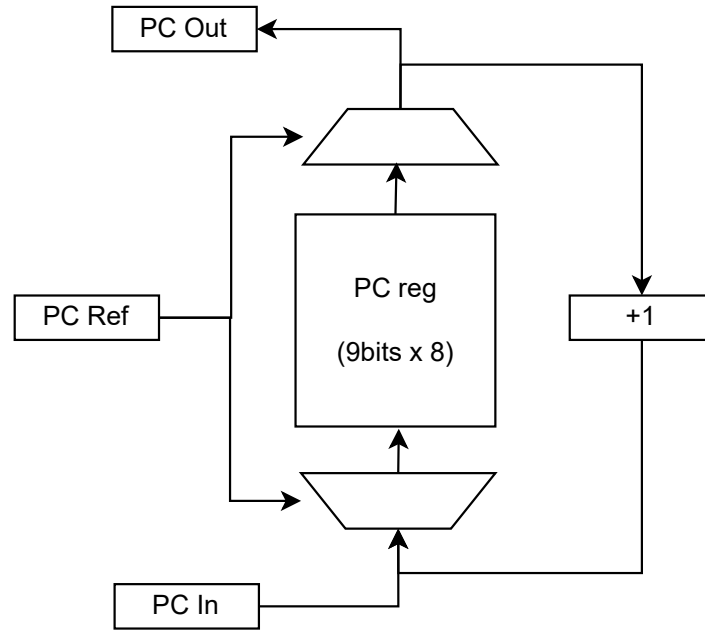 PC Out
PC reg
PC Ref
+1
(9bits x 8)
PC In